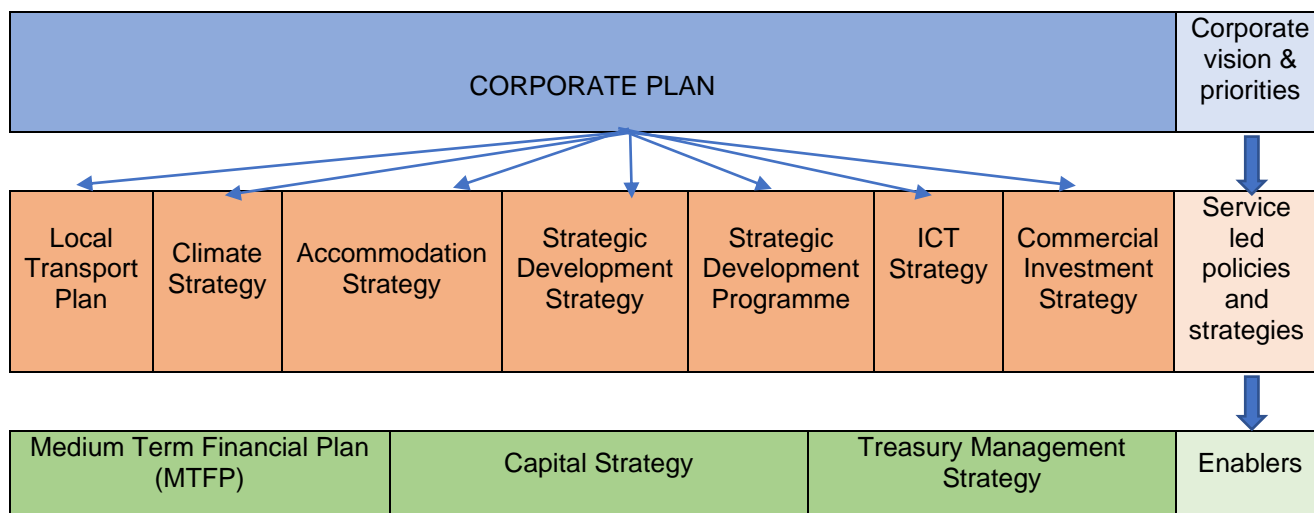 CORPORATE PLAN
Corporate
vision &
priorities
Local
Transport
Plan
Climate
Strategy
Accommodation
Strategy
Strategic
Development
Strategy
Strategic
Development
Programme
ICT
Strategy
Commercial
Investment
Strategy
Service
led
policies
and
strategies
Medium Term Financial Plan
(MTFP)
Capital Strategy
Treasury Management
Strategy
Enablers